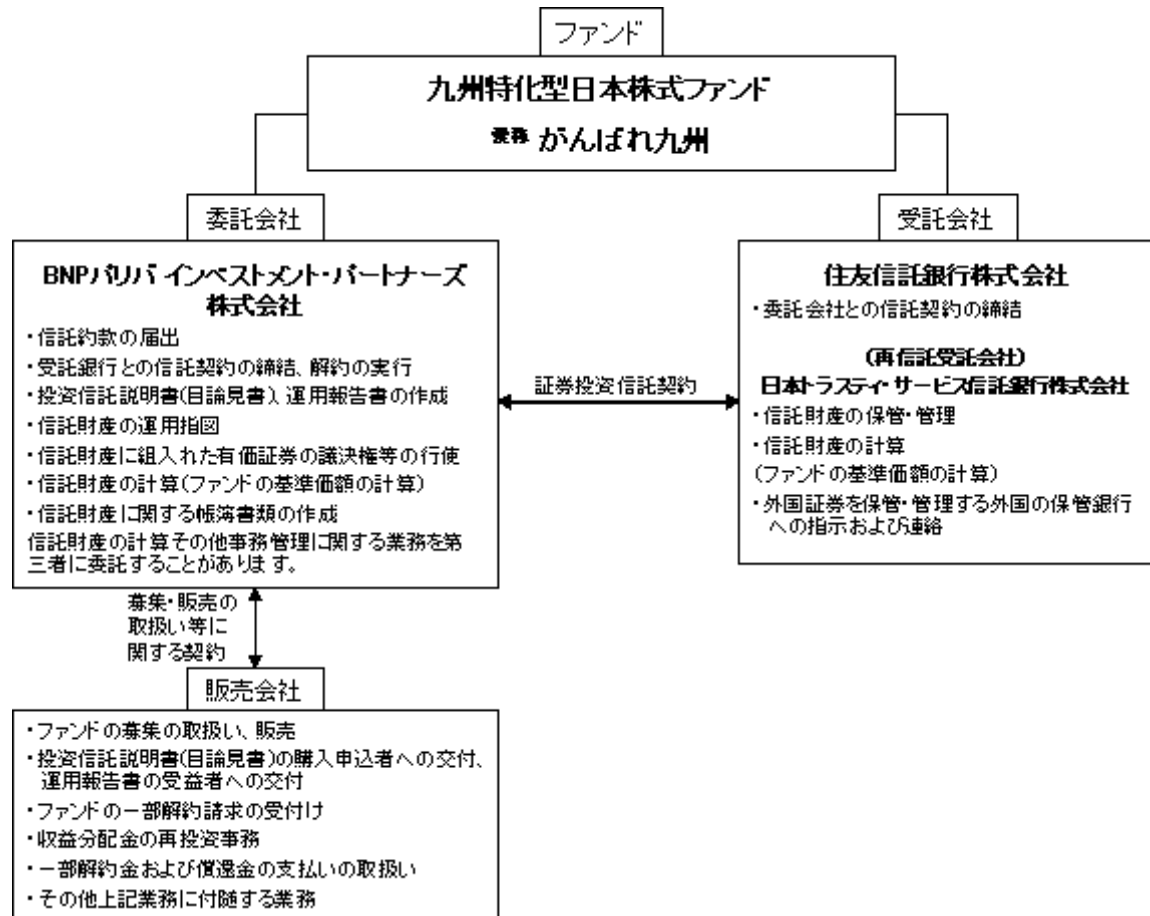 ファンド
九州特化型日本株式ファンド
愛称 がんばれ九州
委託会社
BNPパリバ インベストメント・パートナーズ
株式会社
・信託約款の届出
・受託銀行との信託契約の締結、解約の実行
・投資信託説明書(目論見書)、運用報告書の作成
・信託財産の運用指図
・信託財産に組入れた有価証券の議決権等の行使
・信託財産の計算(ファンドの基準価額の計算)
・信託財産に関する帳簿書類の作成
信託財産の計算その他事務管理に関する業務を第
三者に委託することがあります。
証券投資信託契約
受託会社
住友信託銀行株式会社
・委託会社との信託契約の締結
(再信託受託会社)
日本トラスティ・サービス信託銀行株式会社
・信託財産の保管・管理
・信託財産の計算
(ファンドの基準価額の計算)
・外国証券を保管・管理する外国の保管銀行
への指示および連絡
募集・販売の
取扱い等に
関する契約
販売会社
・ファンドの募集の取扱い、販売
・投資信託説明書(目論見書)の購入申込者への交付、
運用報告書の受益者への交付
・ファンドの一部解約請求の受付け
・収益分配金の再投資事務
・一部解約金および償還金の支払いの取扱い
・その他上記業務に付随する業務